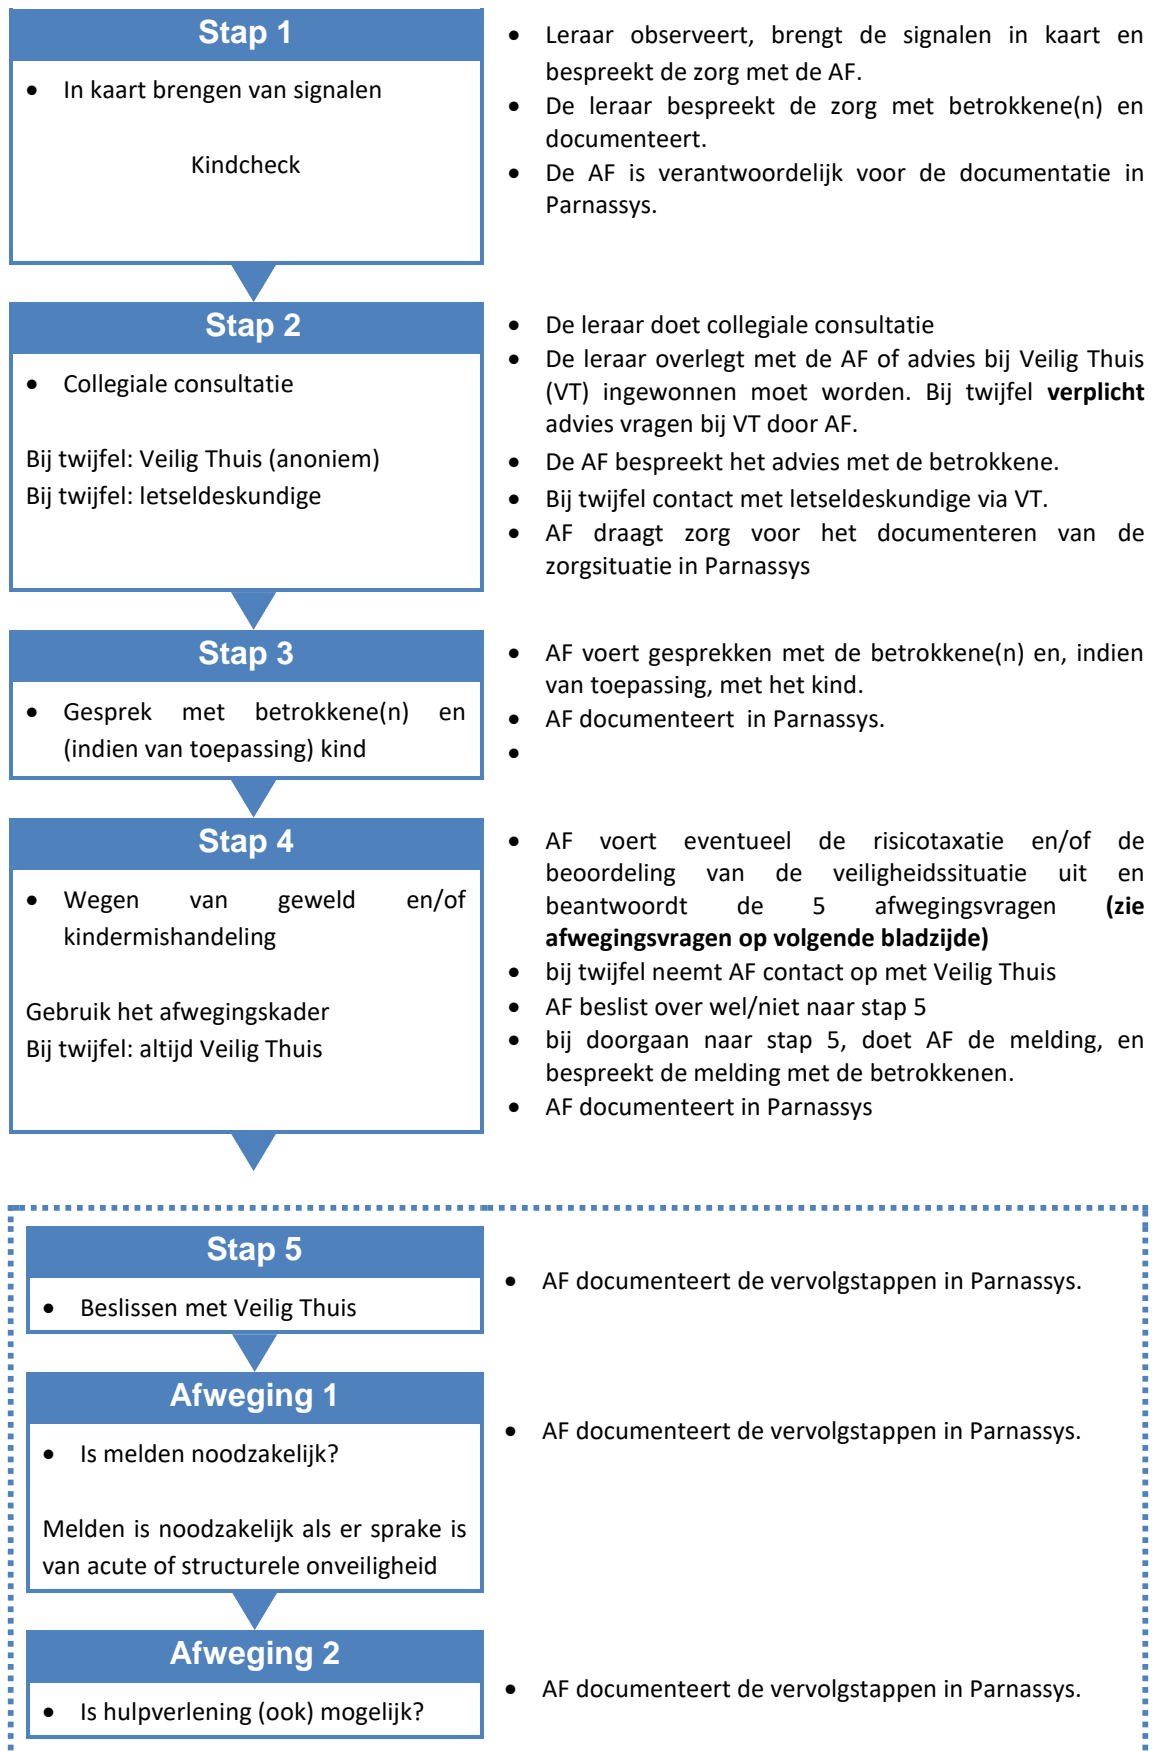 Stap 1
• In kaart brengen van signalen
Kindcheck
• Leraar observeert, brengt de signalen in kaart en
bespreekt de zorg met de AF.
• De leraar bespreekt de zorg met betrokkene(n) en
documenteert.
• De AF is verantwoordelijk voor de documentatie in
Parnassys.
Stap 2
• Collegiale consultatie
Bij twijfel: Veilig Thuis (anoniem)
Bij twijfel: letseldeskundige
• De leraar doet collegiale consultatie
• De leraar overlegt met de AF of advies bij Veilig Thuis
(VT) ingewonnen moet worden. Bij twijfel verplicht
advies vragen bij VT door AF.
• De AF bespreekt het advies met de betrokkene.
• Bij twijfel contact met letseldeskundige via VT.
• AF draagt zorg voor het documenteren van de
zorgsituatie in Parnassys
Stap 3
• Gesprek met betrokkene(n) en
(indien van toepassing) kind
• AF voert gesprekken met de betrokkene(n) en, indien
van toepassing, met het kind.
• AF documenteert in Parnassys.
•
Stap 4
• Wegen van geweld en/of
kindermishandeling
Gebruik het afwegingskader
Bij twijfel: altijd Veilig Thuis
• AF voert eventueel de risicotaxatie en/of de
beoordeling van de veiligheidssituatie uit en
beantwoordt de 5 afwegingsvragen (zie
afwegingsvragen op volgende bladzijde)
• bij twijfel neemt AF contact op met Veilig Thuis
• AF beslist over wel/niet naar stap 5
• bij doorgaan naar stap 5, doet AF de melding, en
bespreekt de melding met de betrokkenen.
• AF documenteert in Parnassys
Stap 5
• Beslissen met Veilig Thuis
• AF documenteert de vervolgstappen in Parnassys.
Afweging 1
• Is melden noodzakelijk?
Melden is noodzakelijk als er sprake is
van acute of structurele onveiligheid
• AF documenteert de vervolgstappen in Parnassys.
Afweging 2
• Is hulpverlening (ook) mogelijk?
• AF documenteert de vervolgstappen in Parnassys.